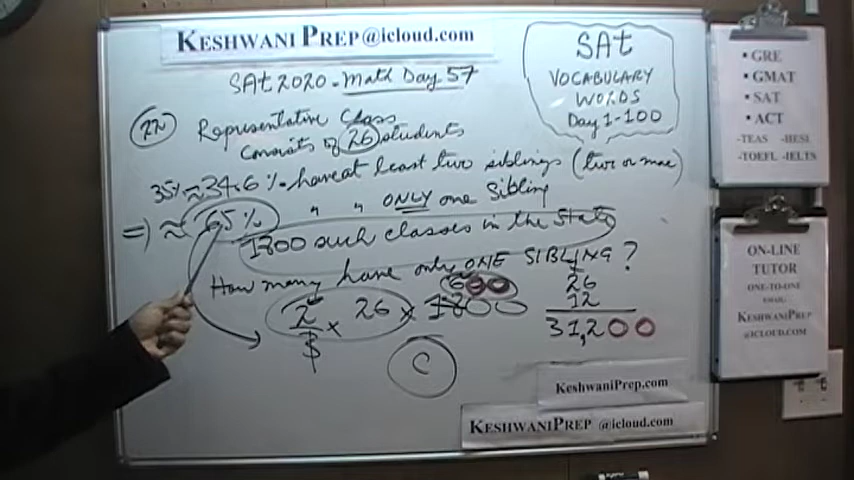 KESHWANI PREP@icloud.com
SAt 2020 - Math Day 57
22 Representative Class
consists of 26 students
35% ≈ 34.6% have at least two siblings (two or more)
=) ≈ 65% " " ONLY one Sibling
1800 such classes in the State
How many have only ONE SIBLING?
600
2/3 x 26 x 1800
C
26
12
31,200
SAt
VOCABULARY
WORDS
Day 1-100
• GRE
• GMAT
• SAT
• ACT
-TEAS -HESI
-TOEFL -IELTS
ON-LINE
TUTOR
ONE-TO-ONE
EMAIL:
KESHWANIPREP
@ICLOUD.COM
KESHWANIPREP.COM
KESHWANIPREP @icloud.com